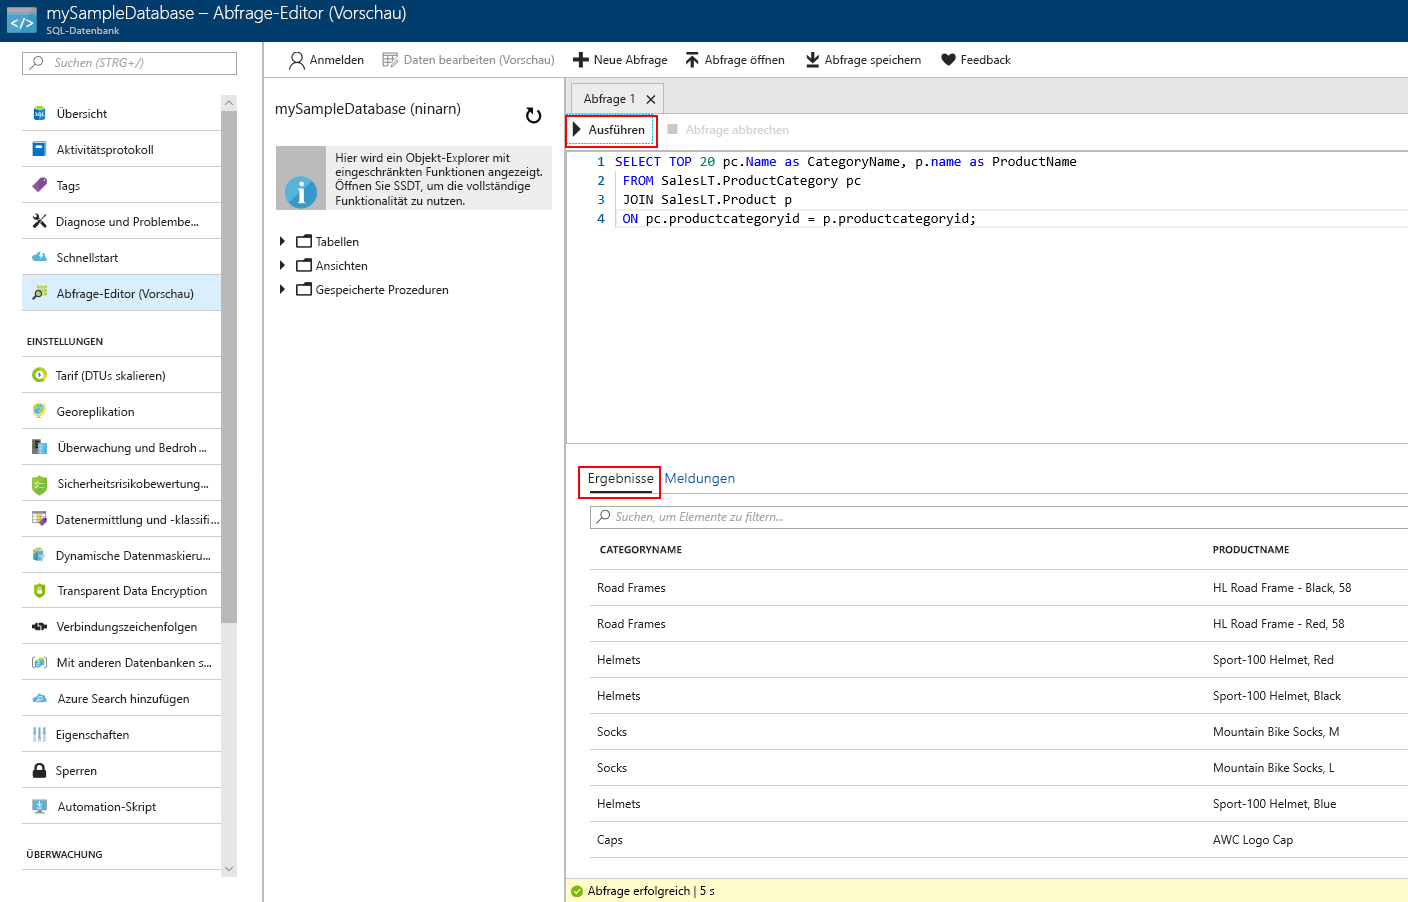 mySampleDatabase – Abfrage-Editor (Vorschau)
SQL-Datenbank
Suchen (STRG+/)
Übersicht
Aktivitätsprotokoll
Tags
Diagnose und Problembe...
Schnellstart
Abfrage-Editor (Vorschau)
EINSTELLUNGEN
Tarif (DTUs skalieren)
Georeplikation
Überwachung und Bedroh...
Sicherheitsrisikobewertung...
Datenermittlung und -klassifi...
Dynamische Datenmaskieru...
Transparent Data Encryption
Verbindungszeichenfolgen
Mit anderen Datenbanken s...
Azure Search hinzufügen
Eigenschaften
Sperren
Automation-Skript
ÜBERWACHUNG
Anmelden Daten bearbeiten (Vorschau) Neue Abfrage Abfrage öffnen Abfrage speichern Feedback
mySampleDatabase (ninarn)
Hier wird ein Objekt-Explorer mit
eingeschränkten Funktionen angezeigt.
Öffnen Sie SSDT, um die vollständige
Funktionalität zu nutzen.
Tabellen
Ansichten
Gespeicherte Prozeduren
Abfrage 1
Ausführen Abfrage abbrechen
1 SELECT TOP 20 pc.Name as CategoryName, p.name as ProductName
2 FROM SalesLT.ProductCategory pc
3 JOIN SalesLT.Product p
4 ON pc.productcategoryid = p.productcategoryid;
Ergebnisse Meldungen
Suchen, um Elemente zu filtern...
CATEGORYNAME PRODUCTNAME
Road Frames HL Road Frame - Black, 58
Road Frames HL Road Frame - Red, 58
Helmets Sport-100 Helmet, Red
Helmets Sport-100 Helmet, Black
Socks Mountain Bike Socks, M
Socks Mountain Bike Socks, L
Helmets Sport-100 Helmet, Blue
Caps AWC Logo Cap
Abfrage erfolgreich | 5 s